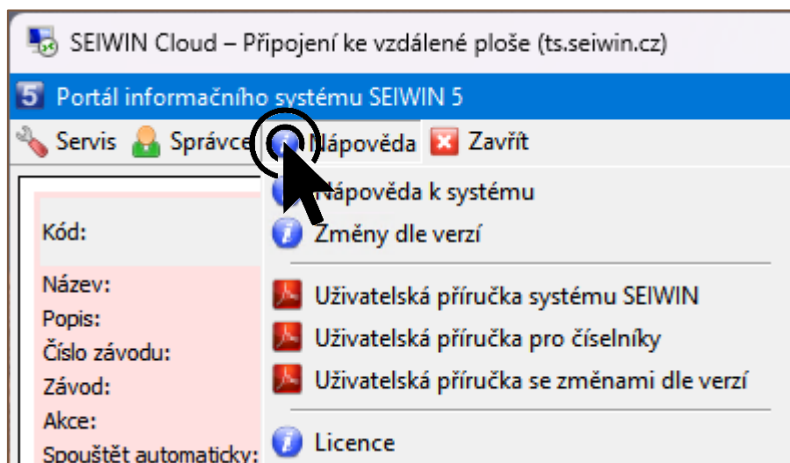 SEIWIN Cloud – Připojení ke vzdálené ploše (ts.seiwin.cz)
5 Portál informačního systému SEIWIN 5
Servis Správce Nápověda Zavřít
Nápověda k systému
Změny dle verzí
Uživatelská příručka systému SEIWIN
Uživatelská příručka pro číselníky
Uživatelská příručka se změnami dle verzí
Licence
Kód:
Název:
Popis:
Číslo závodu:
Závod:
Akce:
Spouštět automaticky: